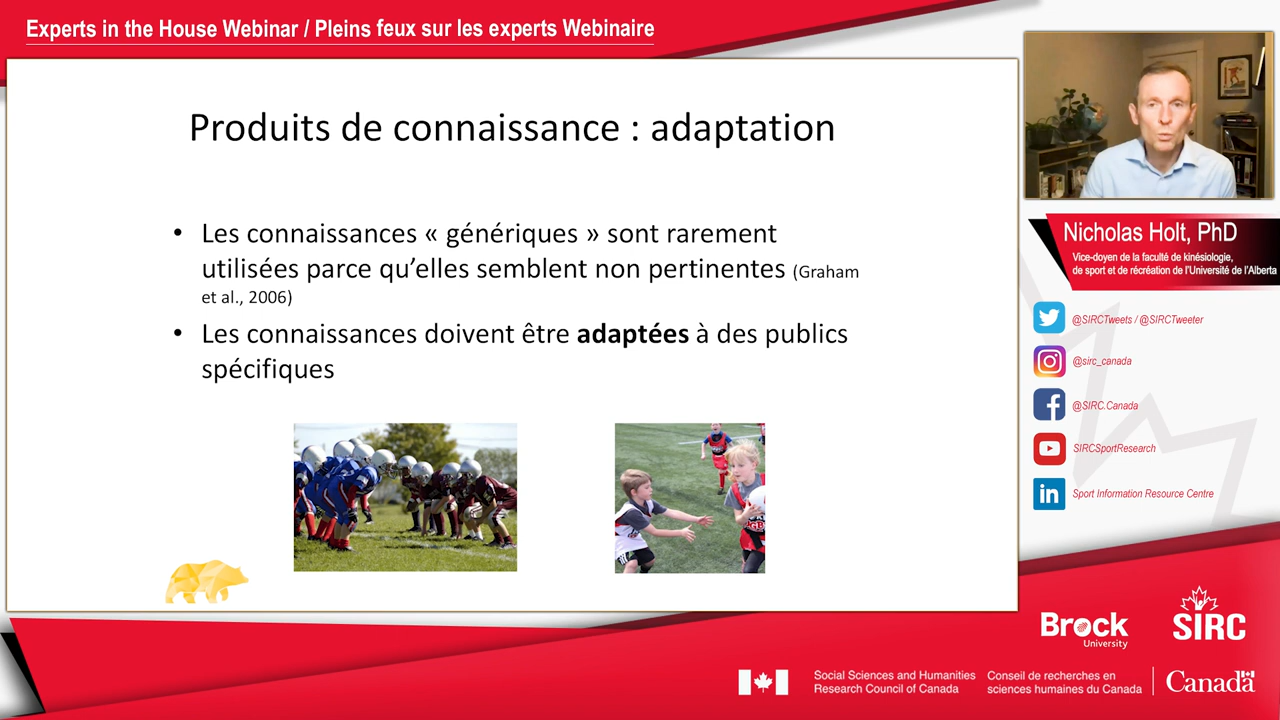 Experts in the House Webinar / Pleins feux sur les experts Webinaire
Produits de connaissance : adaptation
• Les connaissances « génériques » sont rarement
utilisées parce qu’elles semblent non pertinentes (Graham
et al., 2006)
• Les connaissances doivent être adaptées à des publics
spécifiques
Nicholas Holt, PhD
Vice-doyen de la faculté de kinésiologie,
de sport et de récréation de l'Université de l'Alberta
@SIRCTweets / @SIRCTweeter
@sirc_canada
@SIRC.Canada
SIRCSportResearch
in
Sport Information Resource Centre
Brock
University
SIRC
Social Sciences and Humanities
Research Council of Canada
Conseil de recherches en
sciences humaines du Canada
Canada